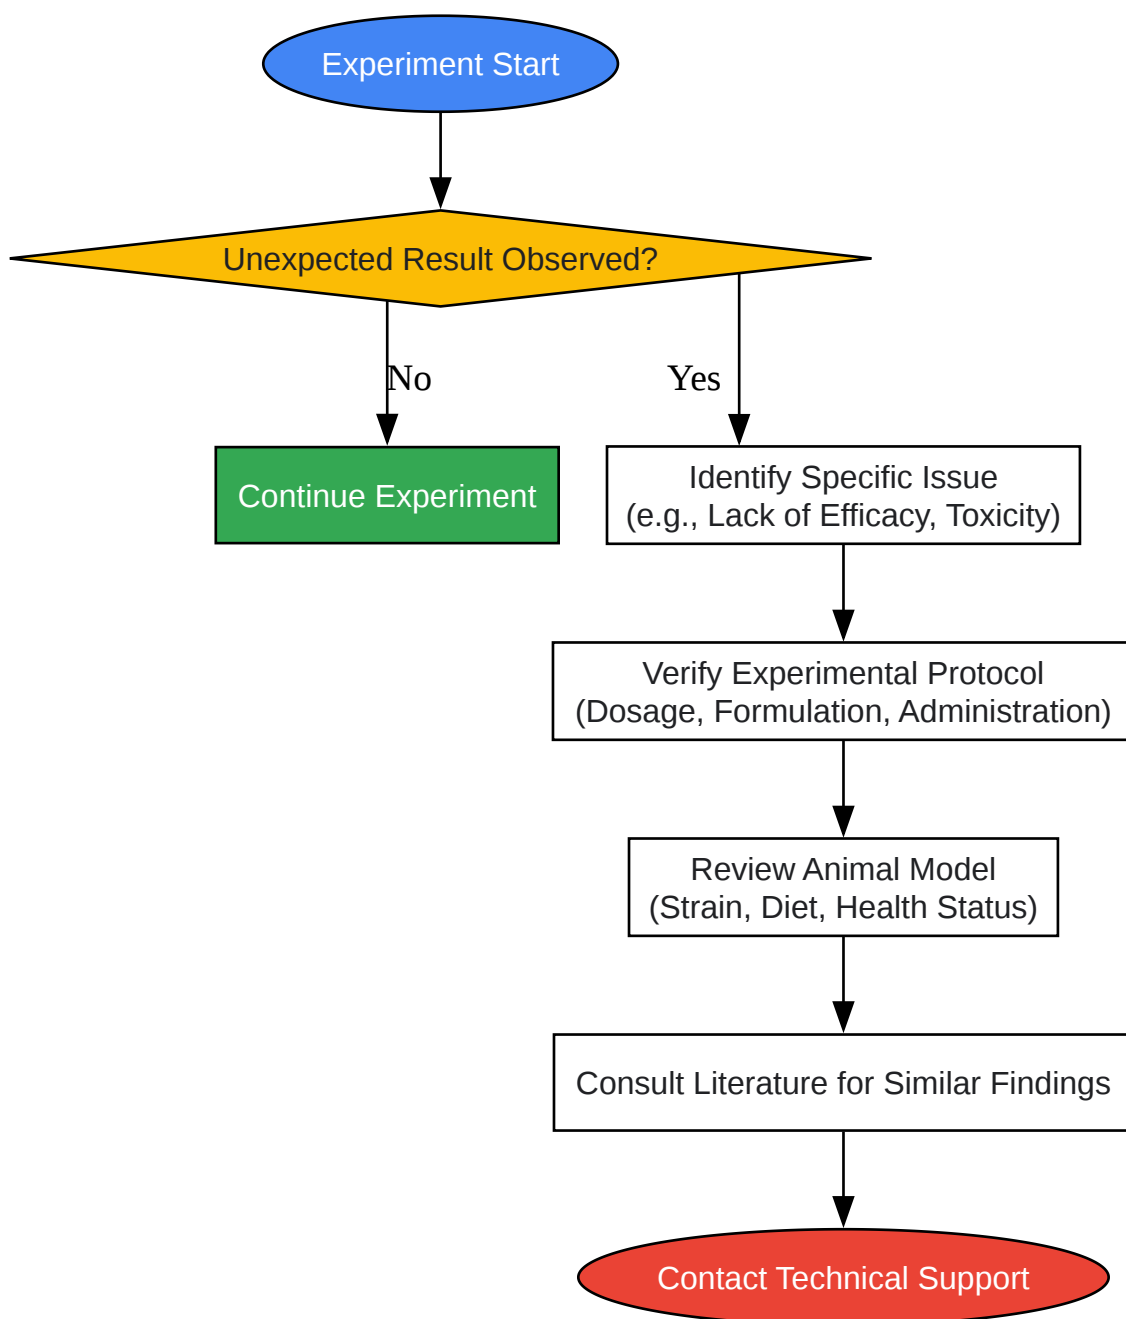 Experiment Start
Unexpected Result Observed?
No
Yes
Continue Experiment
Identify Specific Issue
(e.g., Lack of Efficacy, Toxicity)
Verify Experimental Protocol
(Dosage, Formulation, Administration)
Review Animal Model
(Strain, Diet, Health Status)
Consult Literature for Similar Findings
Contact Technical Support